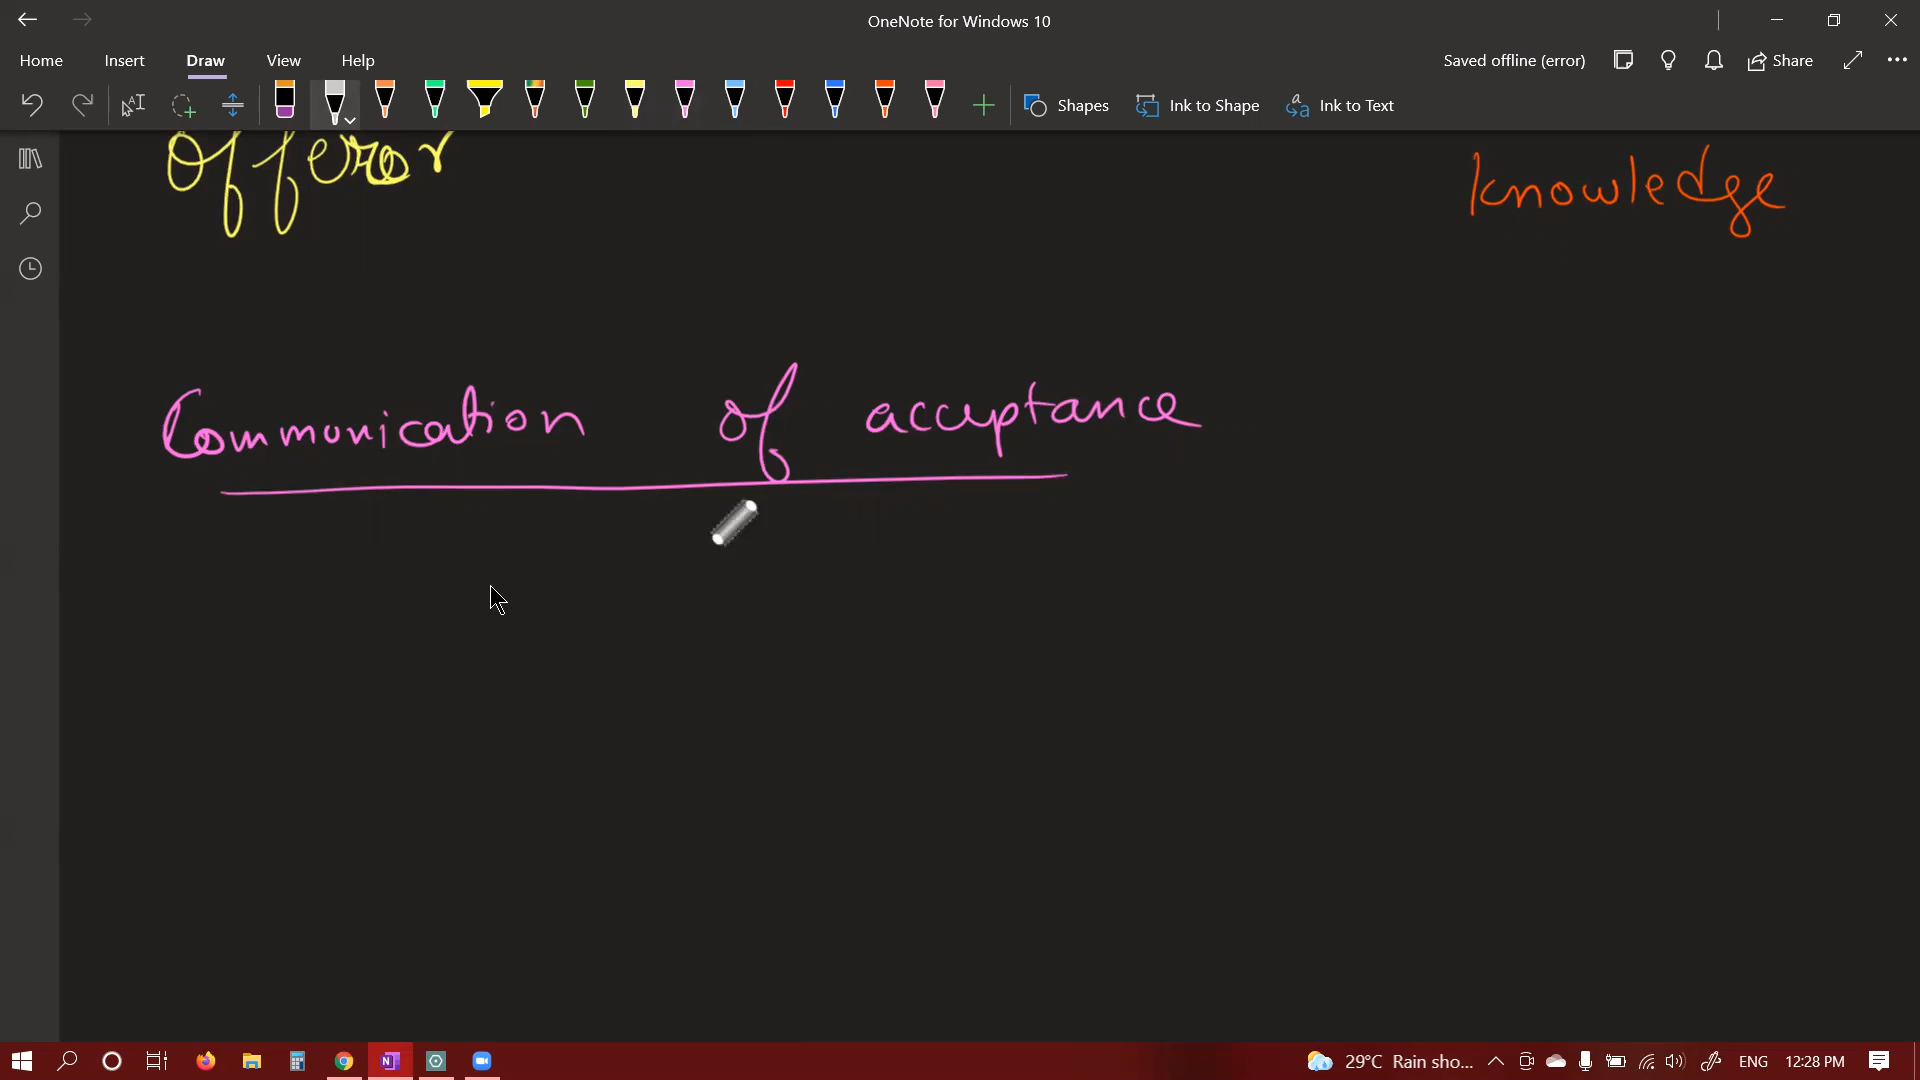 OneNote for Windows 10
Home Insert Draw View Help
Saved offline (error) Share
Shapes Ink to Shape Ink to Text
Offeror
knowledge
Communication of acceptance
29°C Rain sho... ENG 12:28 PM